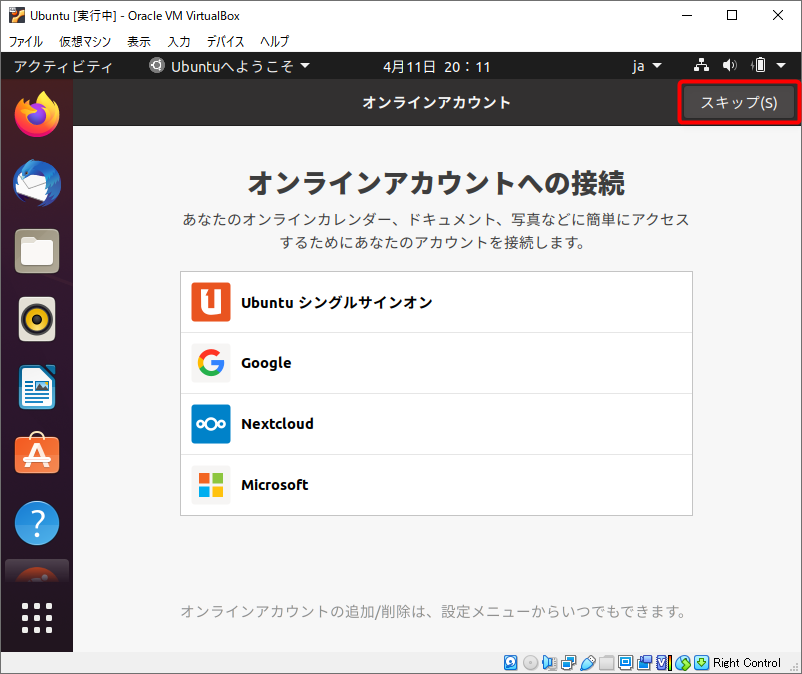 Ubuntu [実行中] - Oracle VM VirtualBox
ファイル 仮想マシン 表示 入力 デバイス ヘルプ
アクティビティ Ubuntuへようこそ 4月11日 20：11 ja
オンラインアカウント スキップ(S)
オンラインアカウントへの接続
あなたのオンラインカレンダー、ドキュメント、写真などに簡単にアクセス
するためにあなたのアカウントを接続します。
Ubuntu シングルサインオン
Google
Nextcloud
Microsoft
オンラインアカウントの追加/削除は、設定メニューからいつでもできます。
Right Control